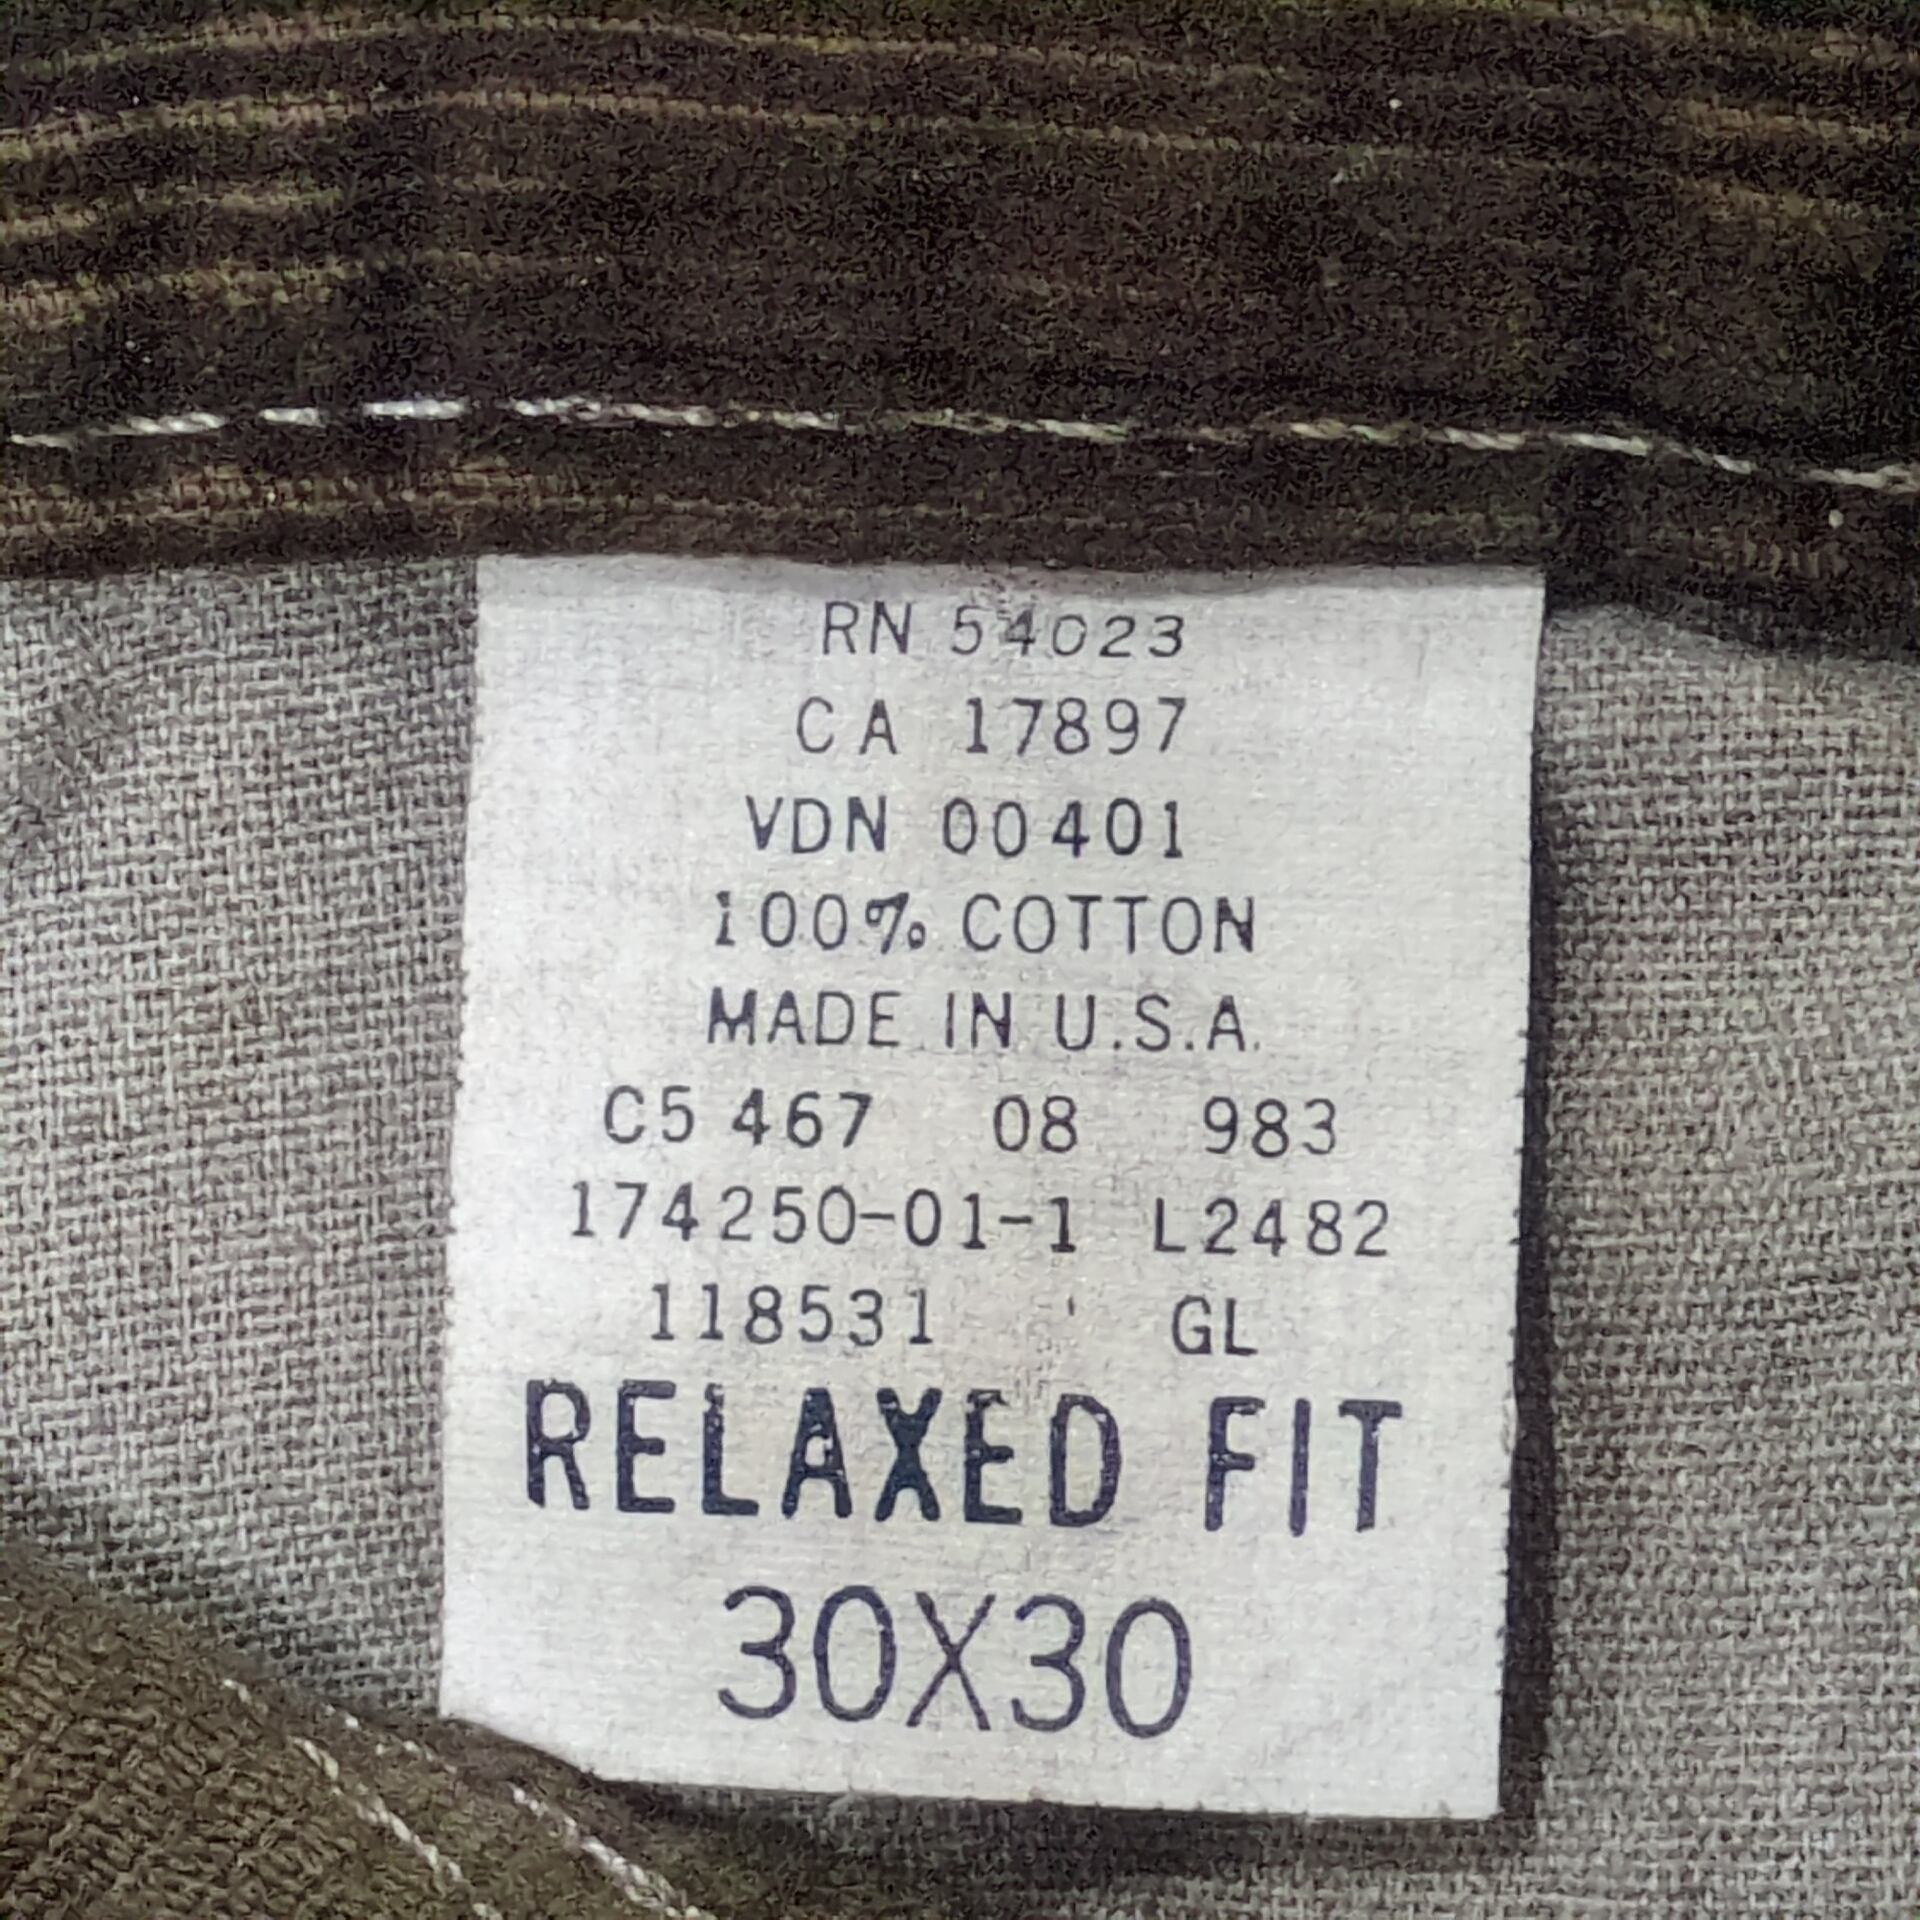 RN 54023
CA 17897
VDN 00401
100% COTTON
MADE IN U.S.A.
C5 467 08 983
174250-01-1 L2482
118531 ' GL
RELAXED FIT
30X30